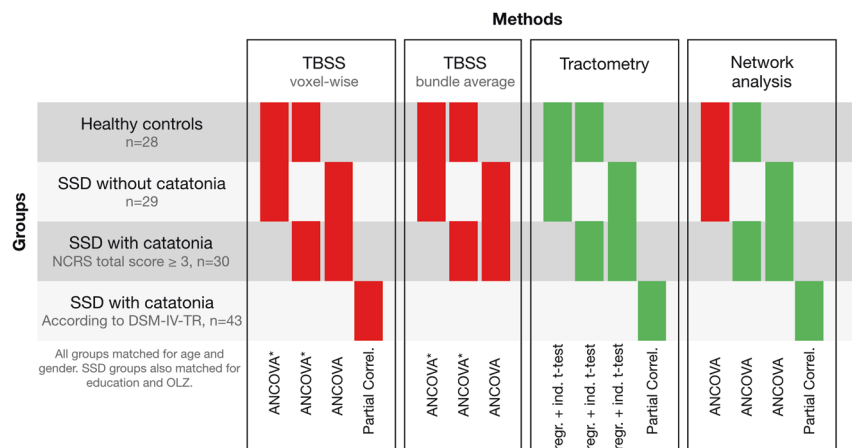 Methods
TBSS
voxel-wise
TBSS
bundle average
Tractometry
Network
analysis
Groups
Healthy controls
n=28
SSD without catatonia
n=29
SSD with catatonia
NCRS total score ≥ 3, n=30
SSD with catatonia
According to DSM-IV-TR, n=43
All groups matched for age and
gender. SSD groups also matched for
education and OLZ.
ANCOVA*
ANCOVA*
ANCOVA
Partial Correl.
ANCOVA*
ANCOVA*
ANCOVA
regr. + ind. t-test
regr. + ind. t-test
regr. + ind. t-test
Partial Correl.
ANCOVA
ANCOVA
ANCOVA
Partial Correl.